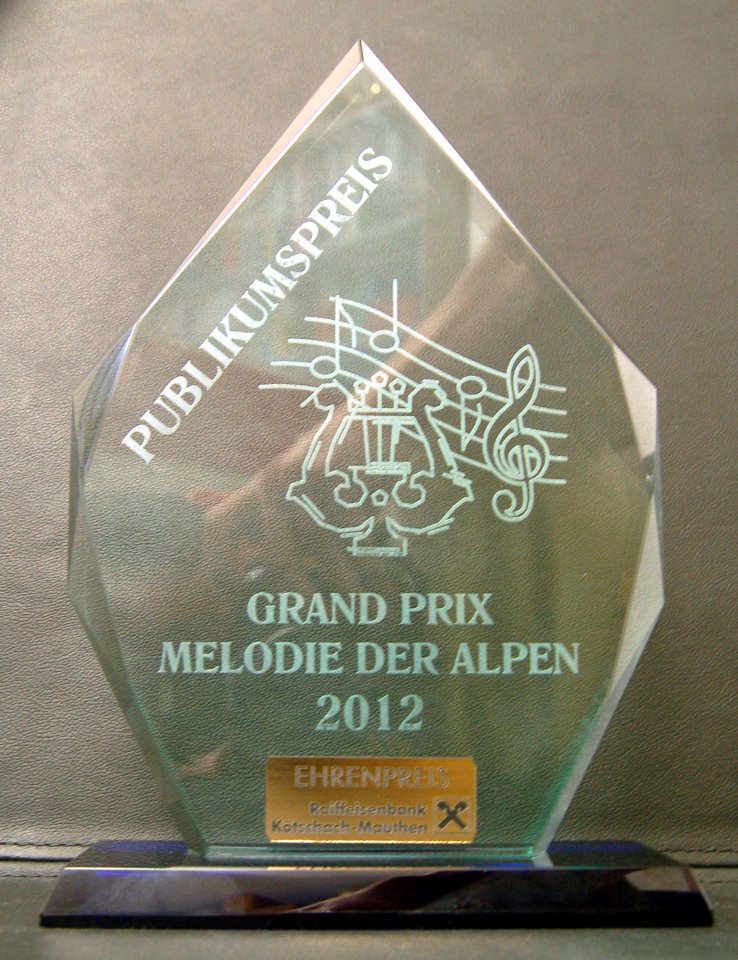 PUBLIKUMSPREIS
GRAND PRIX
MELODIE DER ALPEN
2012
EHRENPREIS
Raiffeisenbank
Kötschach-Mauthen